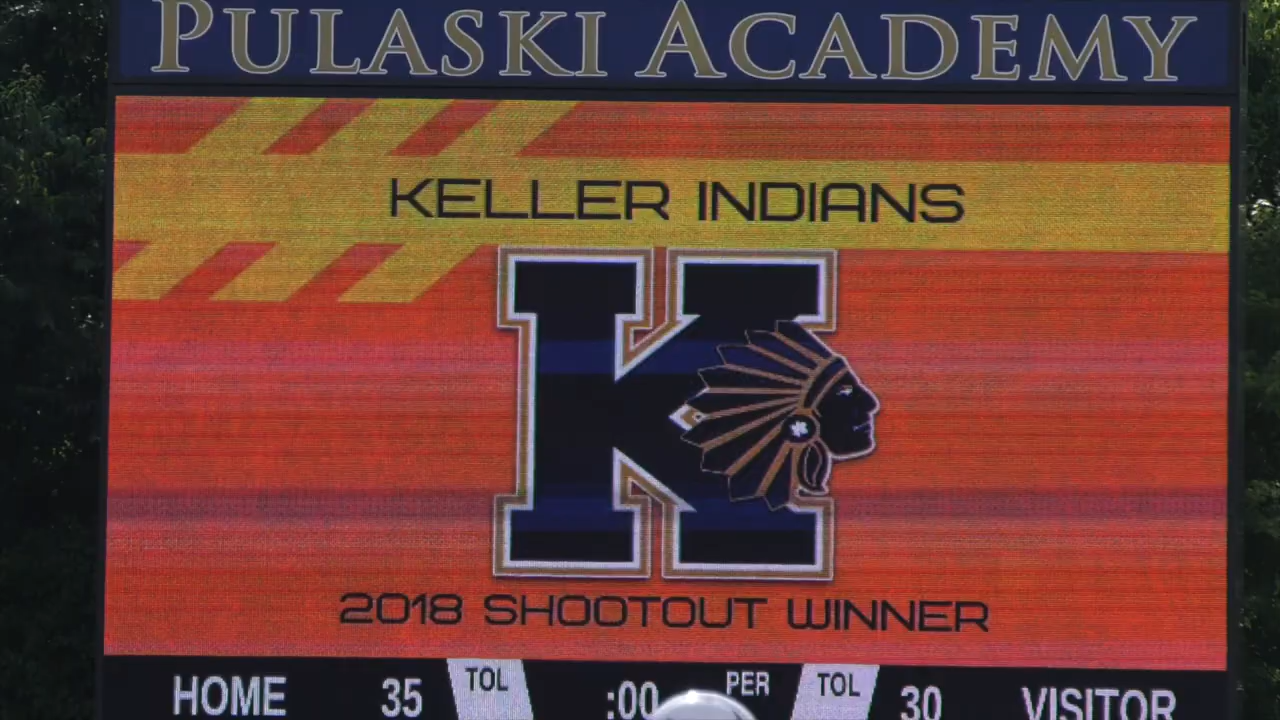 PULASKI ACADEMY
KELLER INDIANS
K
2018 SHOOTOUT WINNER
HOME 35 TOL :00 PER TOL 30 VISITOR